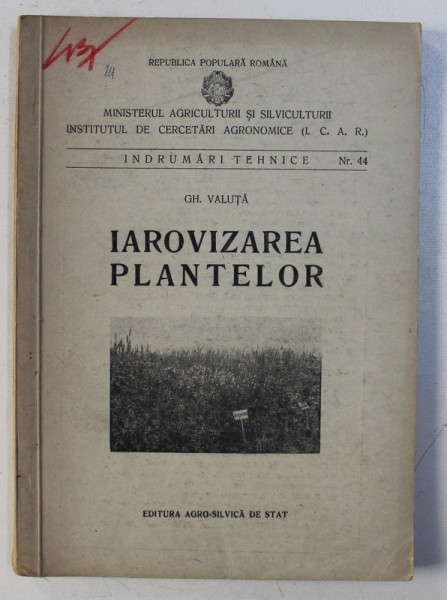 REPUBLICA POPULARĂ ROMÂNĂ
MINISTERUL AGRICULTURII ȘI SILVICULTURII
INSTITUTUL DE CERCETĂRI AGRONOMICE (I. C. A. R.)
INDRUMĂRI TEHNICE Nr. 44
GH. VALUȚĂ
IAROVIZAREA
PLANTELOR
EDITURA AGRO-SILVICĂ DE STAT